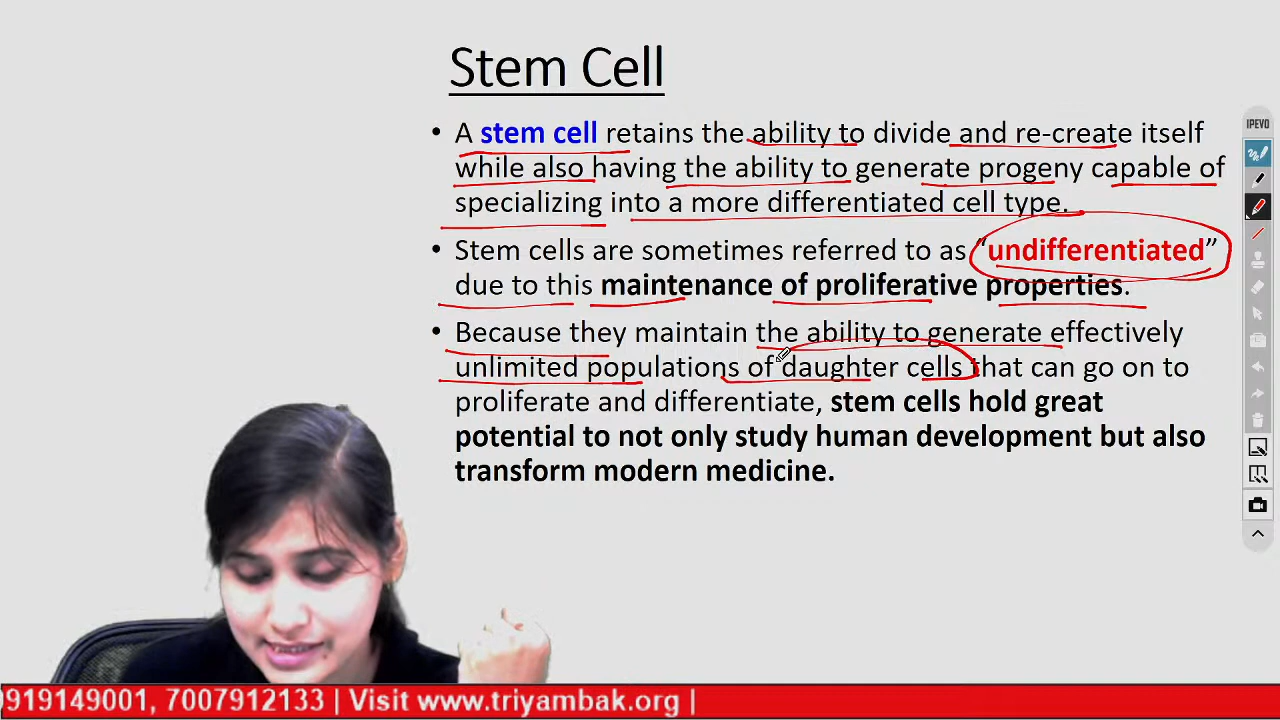 Stem Cell
• A stem cell retains the ability to divide and re-create itself
while also having the ability to generate progeny capable of
specializing into a more differentiated cell type.
• Stem cells are sometimes referred to as “undifferentiated”
due to this maintenance of proliferative properties.
• Because they maintain the ability to generate effectively
unlimited populations of daughter cells that can go on to
proliferate and differentiate, stem cells hold great
potential to not only study human development but also
transform modern medicine.
IPEVO
0919149001, 7007912133 | Visit www.triyambak.org |